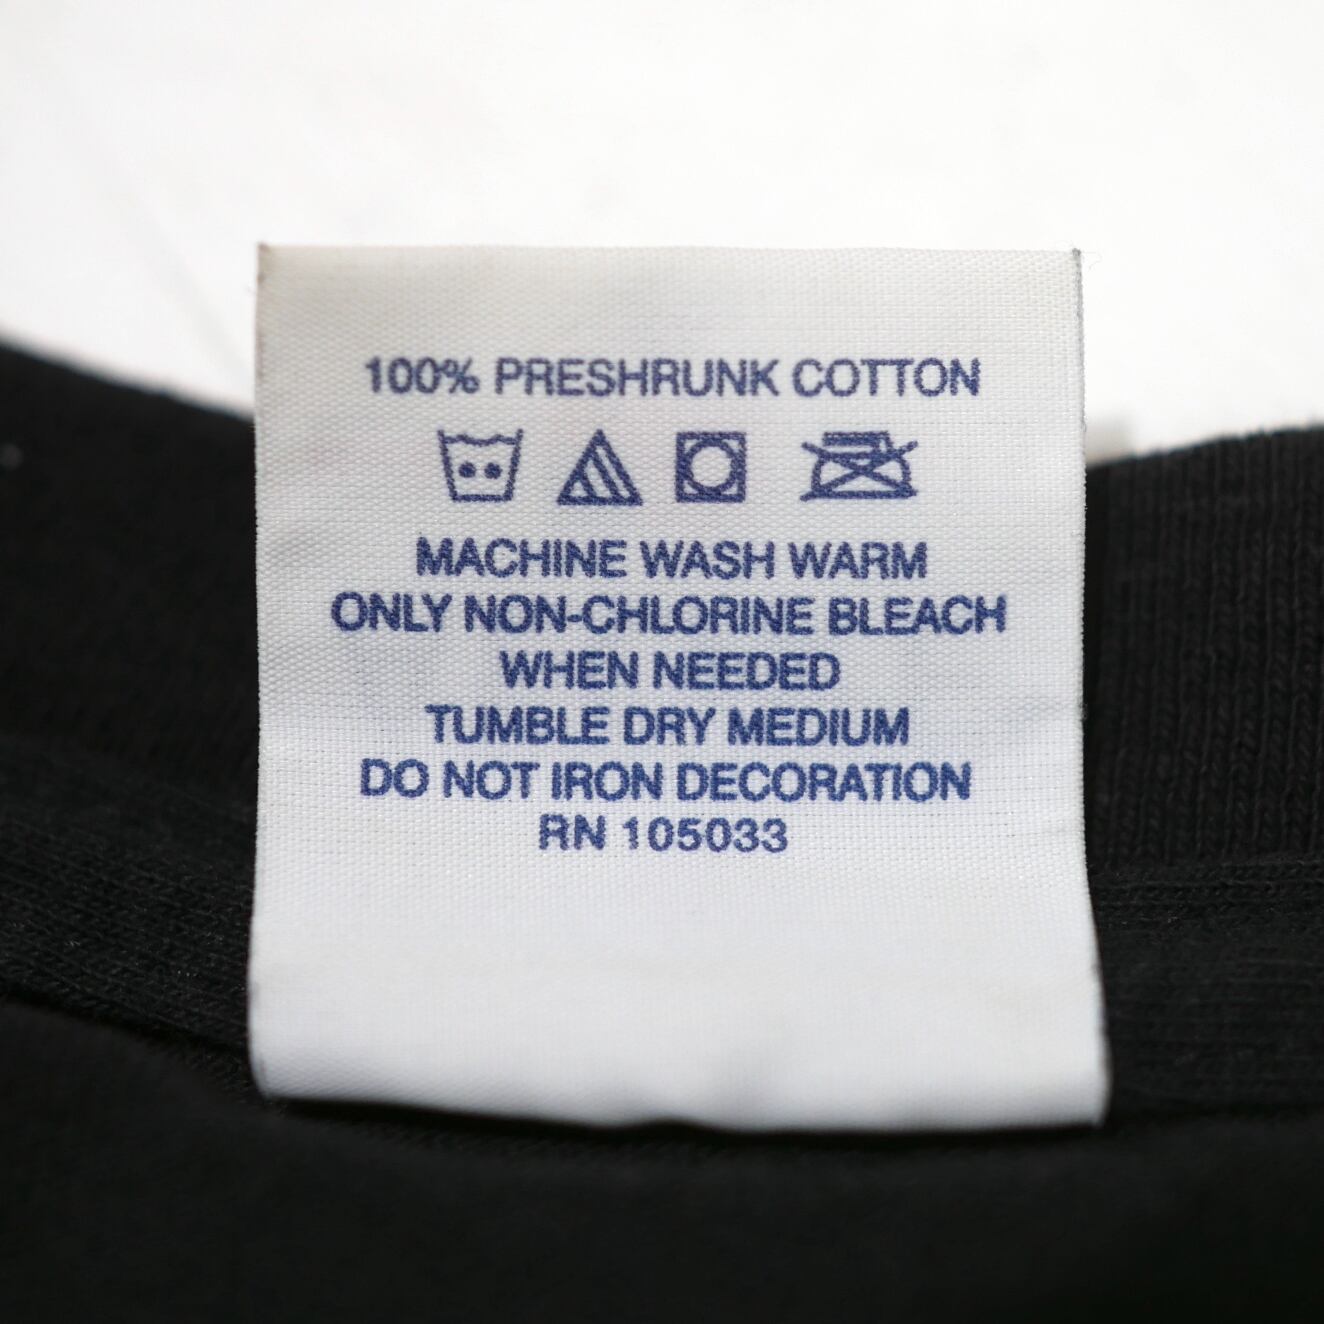 100% PRESHRUNK COTTON
MACHINE WASH WARM
ONLY NON-CHLORINE BLEACH
WHEN NEEDED
TUMBLE DRY MEDIUM
DO NOT IRON DECORATION
RN 105033